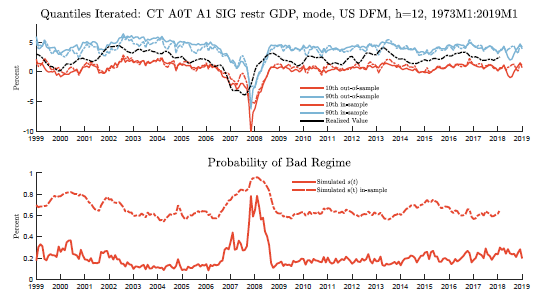 Quantiles Iterated: CT A0T A1 SIG restr GDP, mode, US DFM, h=12, 1973M1:2019M1
5
0
-5
-10
Percent
10th out-of-sample
90th out-of-sample
10th in-sample
90th in-sample
Realized Value
1999 2000 2001 2002 2003 2004 2005 2006 2007 2008 2009 2010 2011 2012 2013 2014 2015 2016 2017 2018 2019
Probability of Bad Regime
1
0.8
0.6
0.4
0.2
0
Percent
Simulated s(t)
Simulated s(t) in-sample
1999 2000 2001 2002 2003 2004 2005 2006 2007 2008 2009 2010 2011 2012 2013 2014 2015 2016 2017 2018 2019